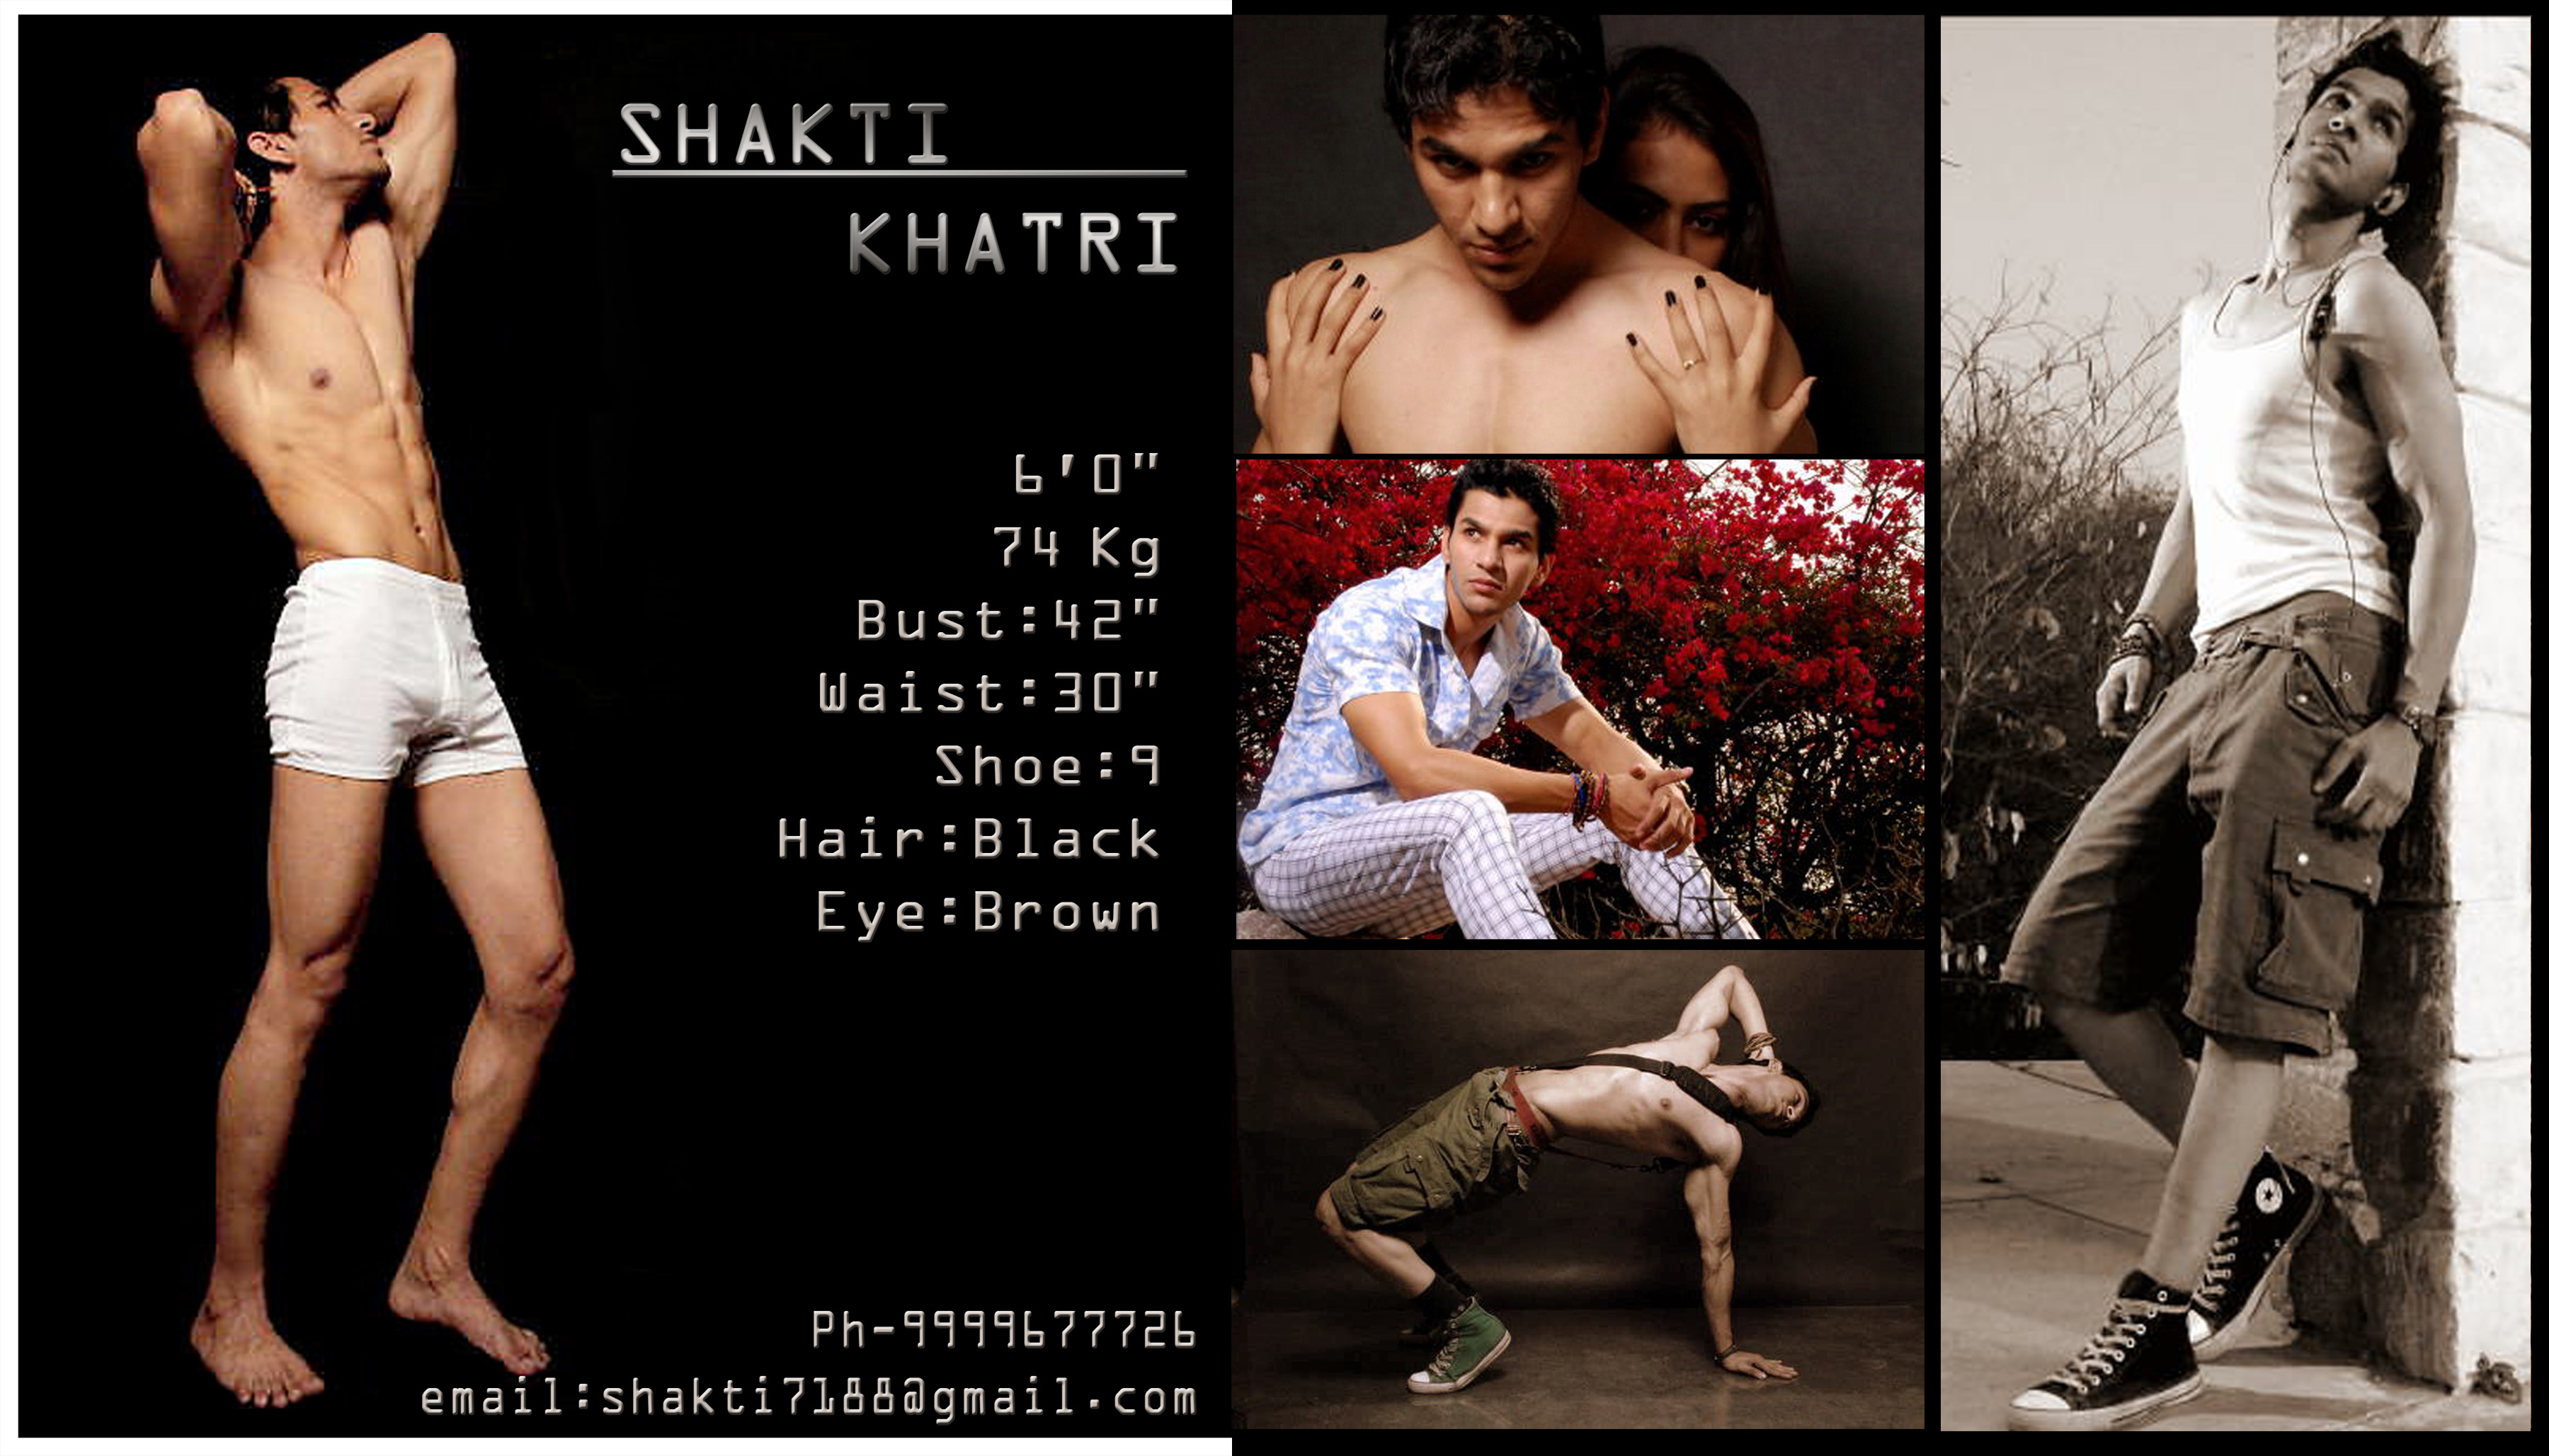 SHAKTI
KHATRI
6'0"
74 Kg
Bust:42"
Waist:30"
Shoe:9
Hair:Black
Eye:Brown
Ph-9999677726
email:shakti7188@gmail.com